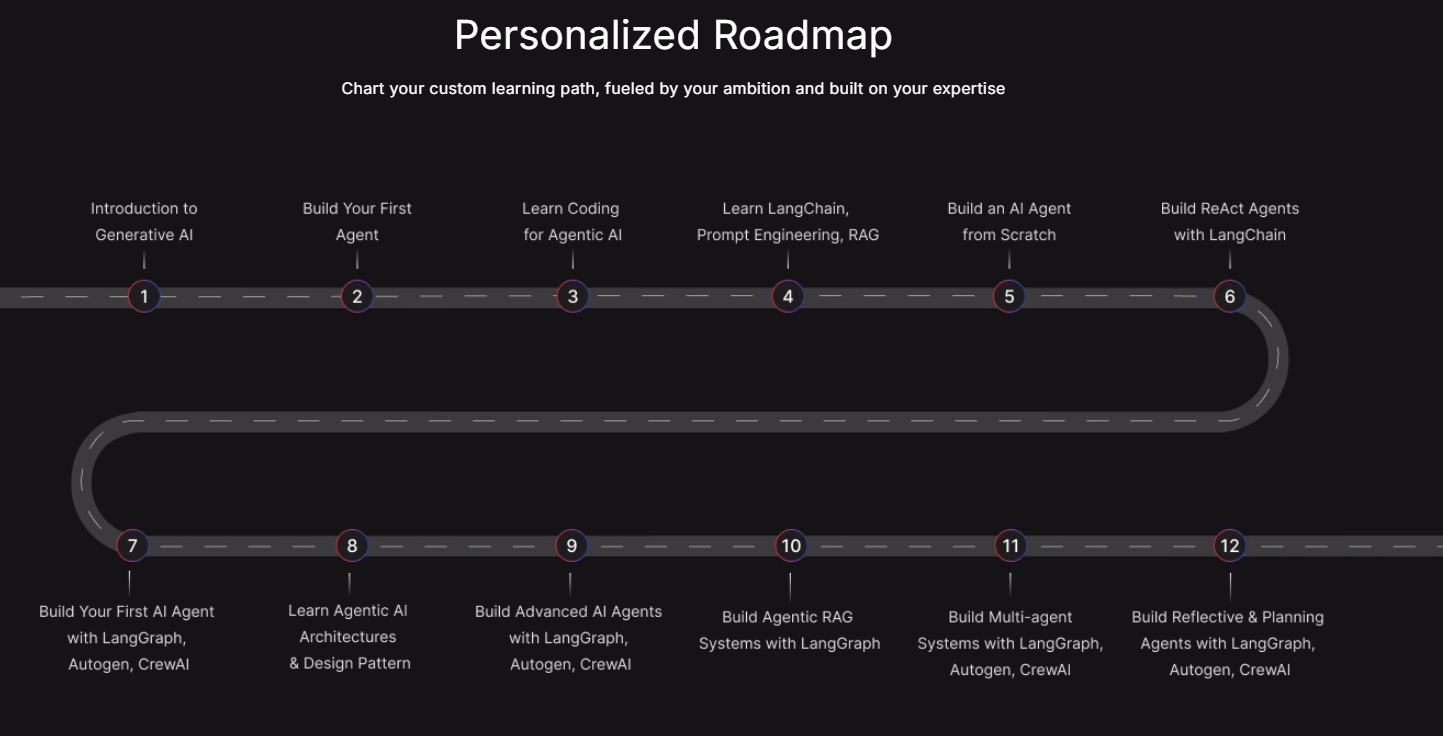 Personalized Roadmap
Chart your custom learning path, fueled by your ambition and built on your expertise
Introduction to
Generative AI
1
Build Your First
Agent
2
Learn Coding
for Agentic AI
3
Learn LangChain,
Prompt Engineering, RAG
4
Build an AI Agent
from Scratch
5
Build ReAct Agents
with LangChain
6
7
Build Your First AI Agent
with LangGraph,
Autogen, CrewAI
8
Learn Agentic AI
Architectures
& Design Pattern
9
Build Advanced AI Agents
with LangGraph,
Autogen, CrewAI
10
Build Agentic RAG
Systems with LangGraph
11
Build Multi-agent
Systems with LangGraph,
Autogen, CrewAI
12
Build Reflective & Planning
Agents with LangGraph,
Autogen, CrewAI